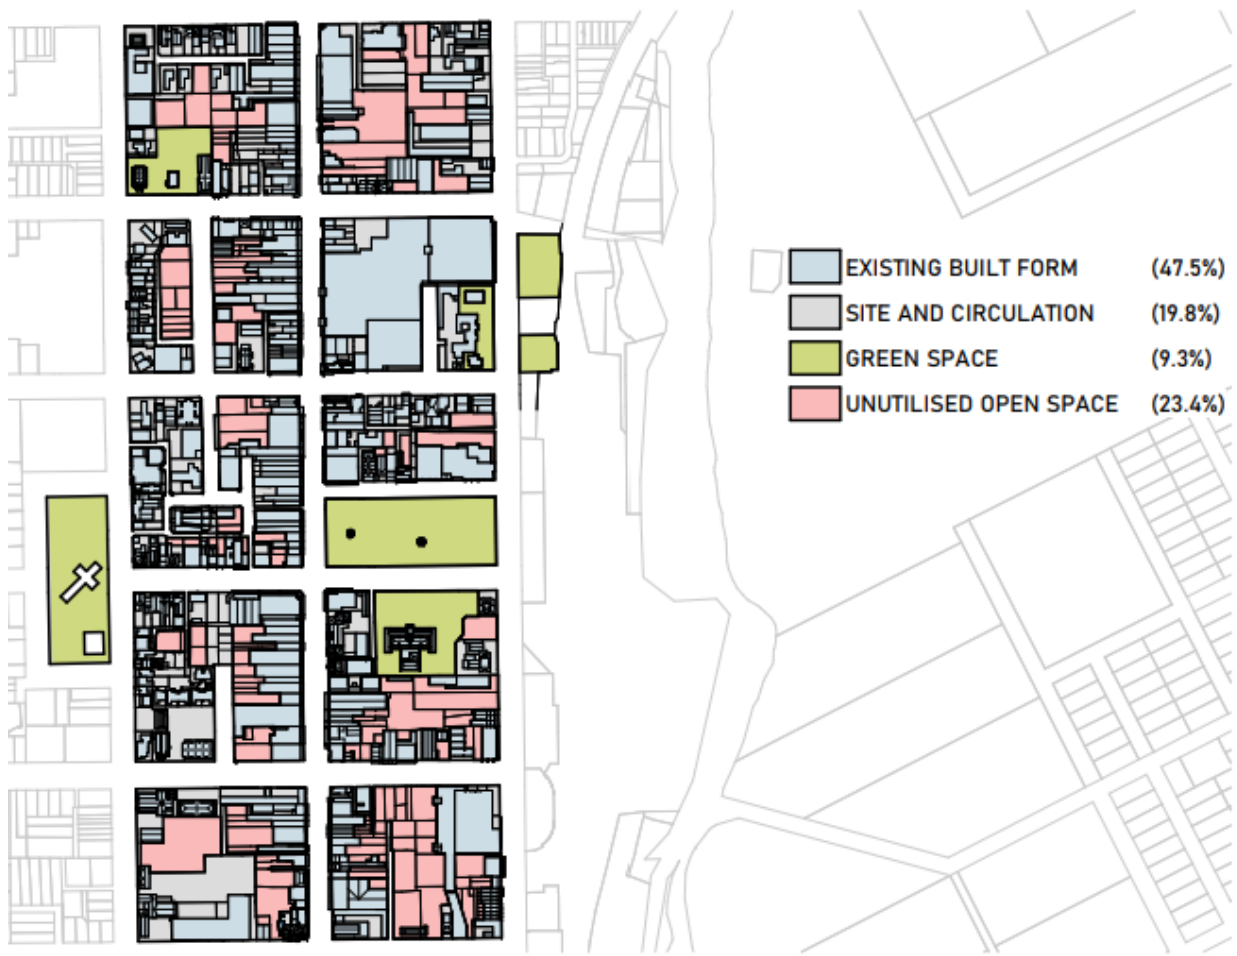 EXISTING BUILT FORM (47.5%)
SITE AND CIRCULATION (19.8%)
GREEN SPACE (9.3%)
UNUTILISED OPEN SPACE (23.4%)